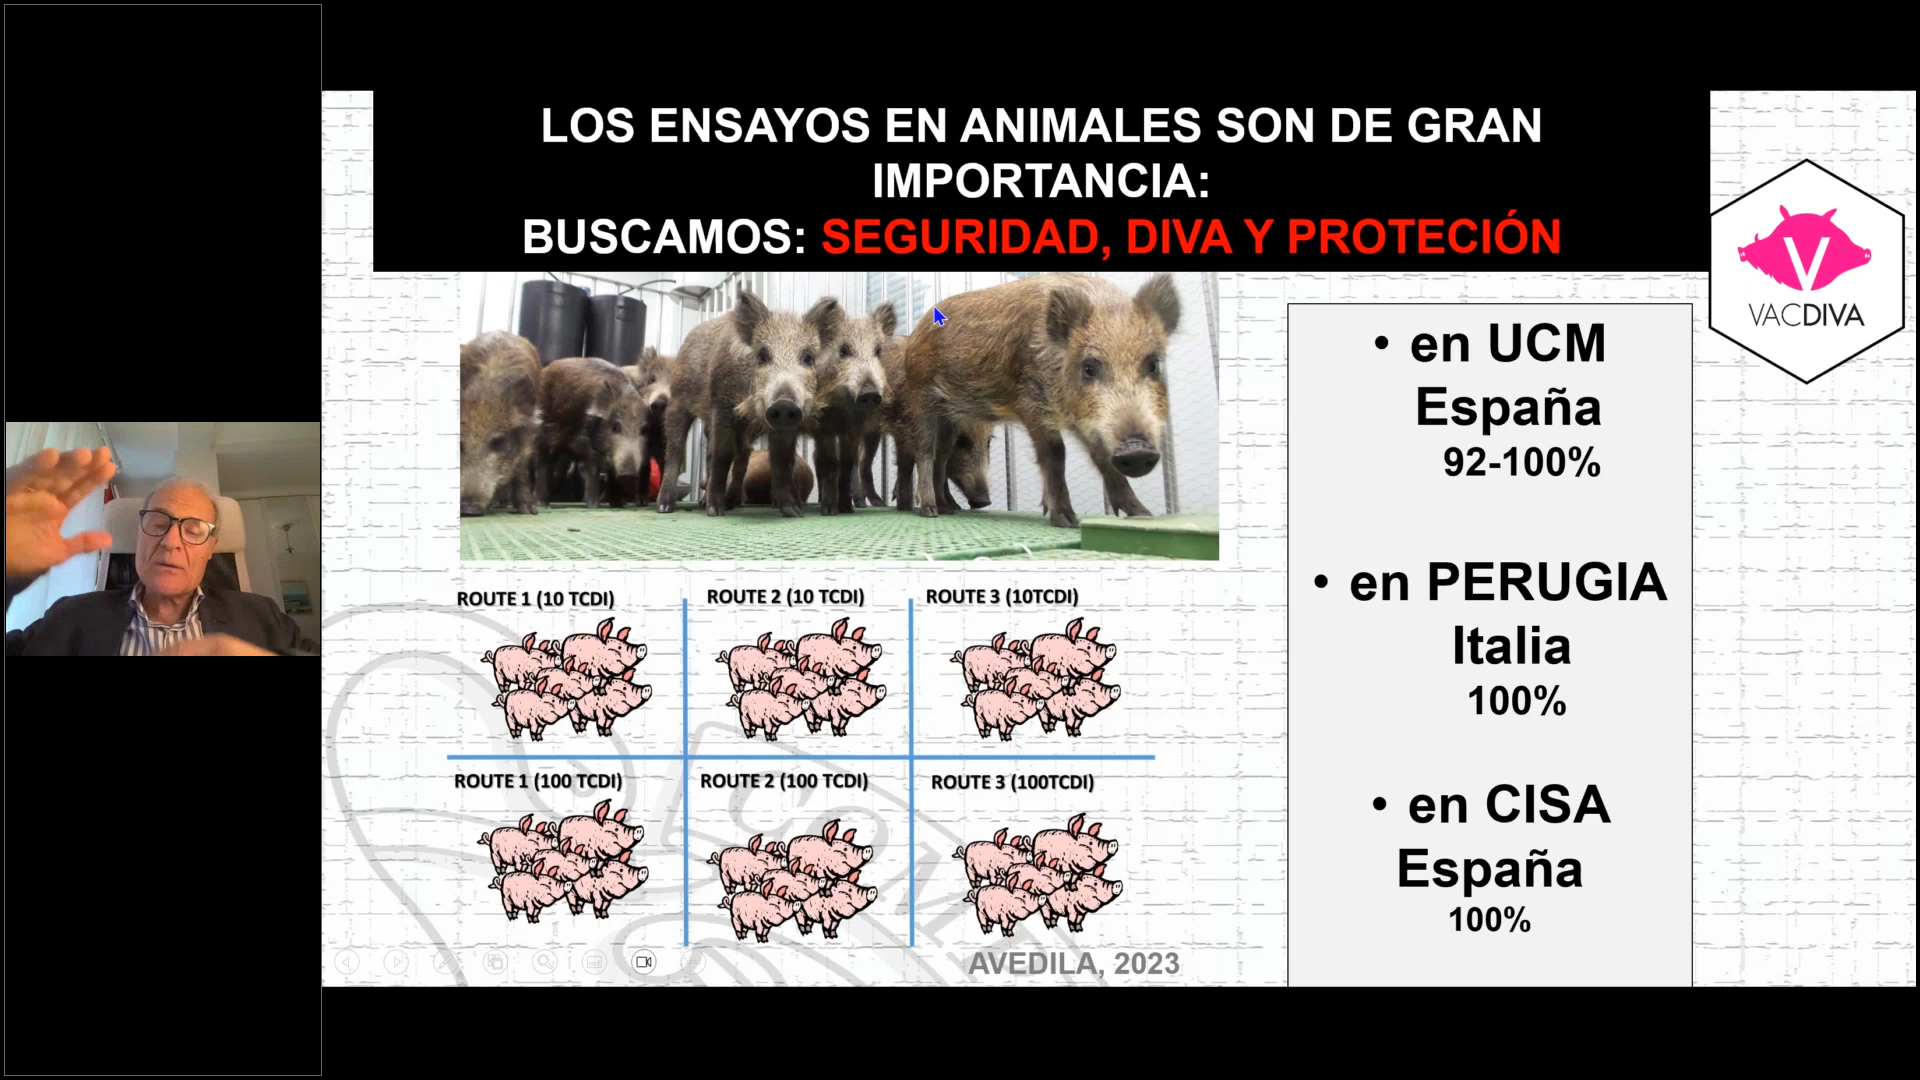 LOS ENSAYOS EN ANIMALES SON DE GRAN
IMPORTANCIA:
BUSCAMOS: SEGURIDAD, DIVA Y PROTECIÓN
V
VACDIVA
• en UCM
España
92-100%
• en PERUGIA
Italia
100%
• en CISA
España
100%
ROUTE 1 (10 TCDI)
ROUTE 2 (10 TCDI)
ROUTE 3 (10TCDI)
ROUTE 1 (100 TCDI)
ROUTE 2 (100 TCDI)
ROUTE 3 (100TCDI)
AVEDILA, 2023